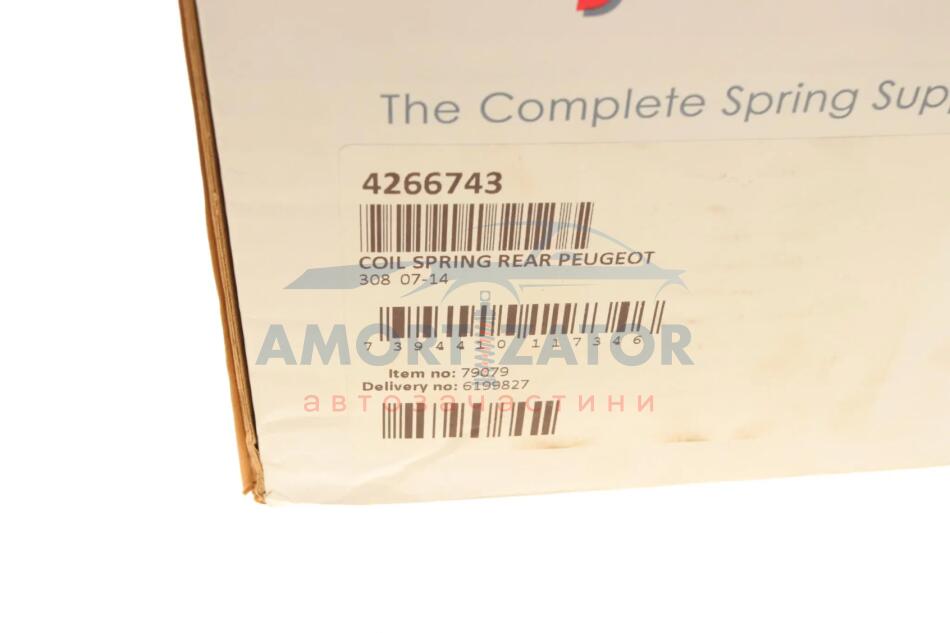 The Complete Spring Supp
4266743
COIL SPRING REAR PEUGEOT
308 07-14
AMORTIZATOR
7 394410 117346
Item no: 79079
Delivery no: 6199827
автозапчастини